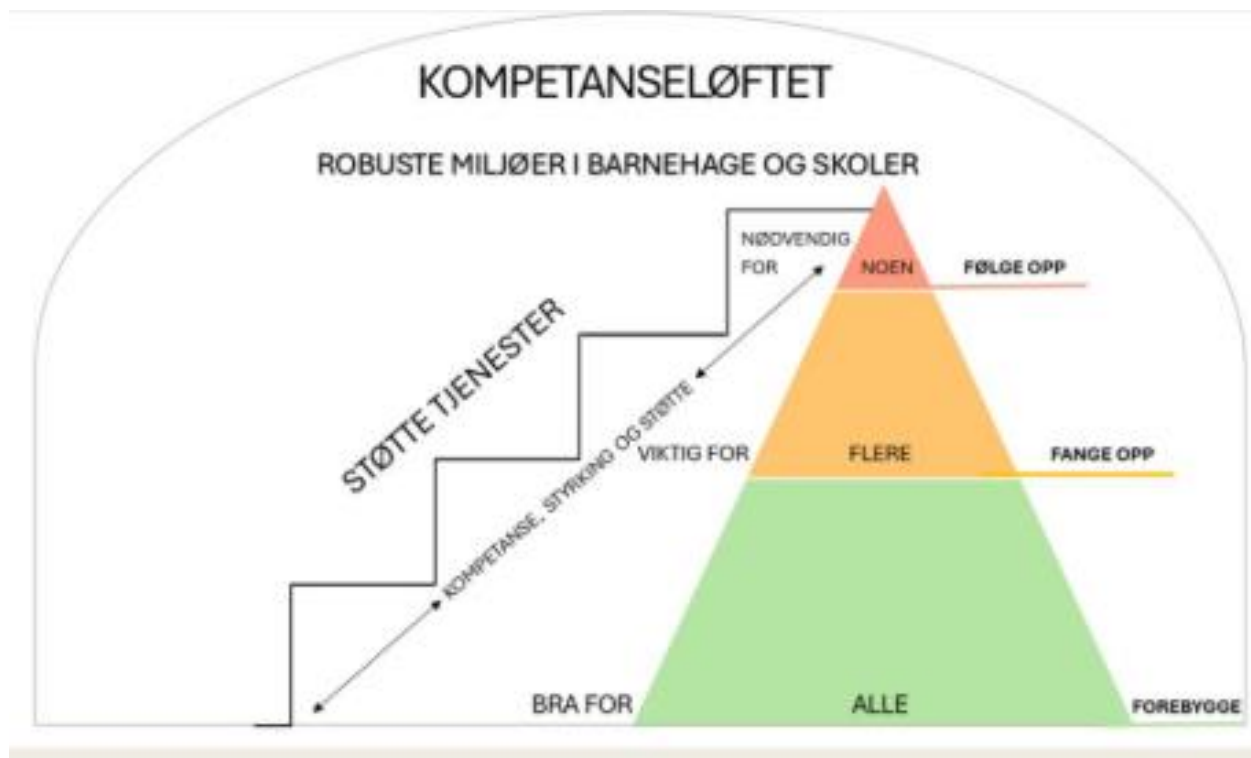 KOMPETANSELØFTET
ROBUSTE MILJØER I BARNEHAGE OG SKOLER
STØTTE TJENESTER
KOMPETANSE, STYRKING OG STØTTE
NØDVENDIG
FOR
NOEN
FØLGE OPP
VIKTIG FOR
FLERE
FANGE OPP
BRA FOR
ALLE
FOREBYGGE